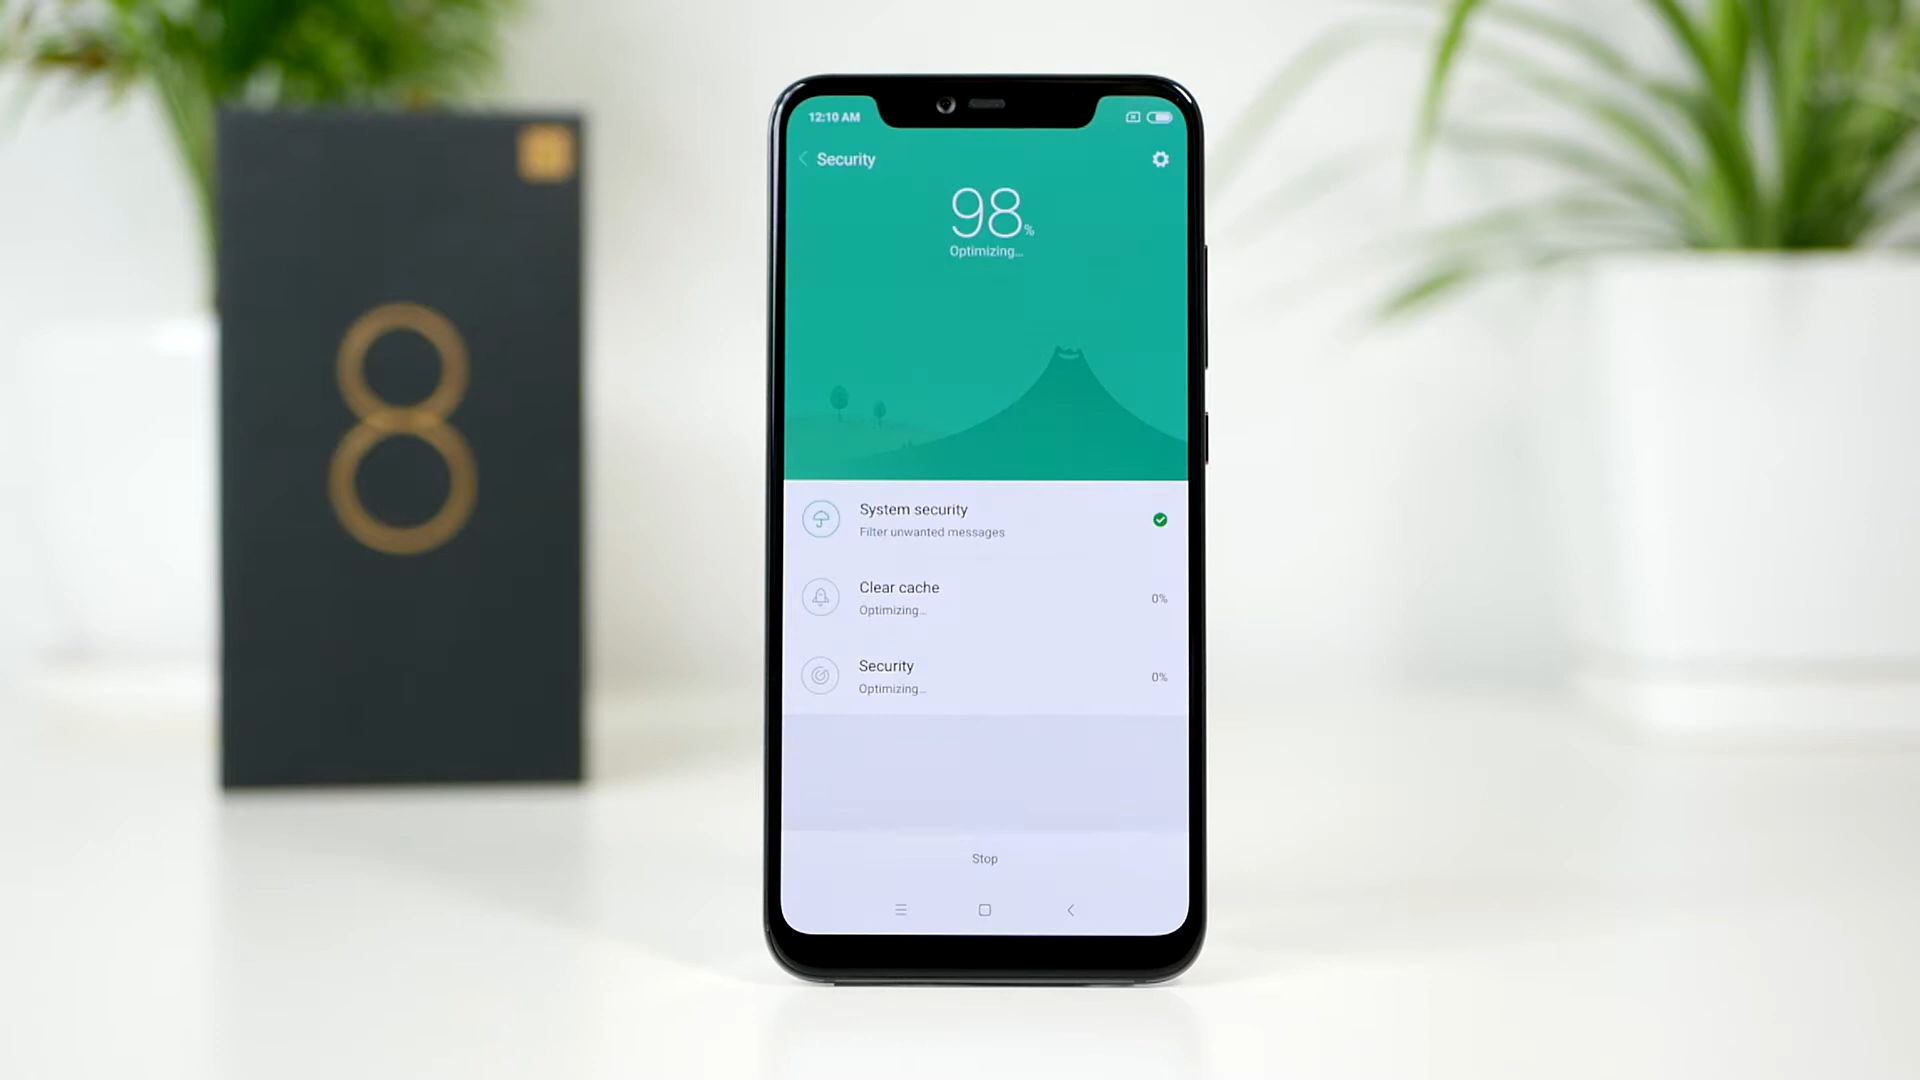 8
12:10 AM
Security
98%
Optimizing...
System security
Filter unwanted messages
Clear cache
Optimizing...
0%
Security
Optimizing...
0%
Stop